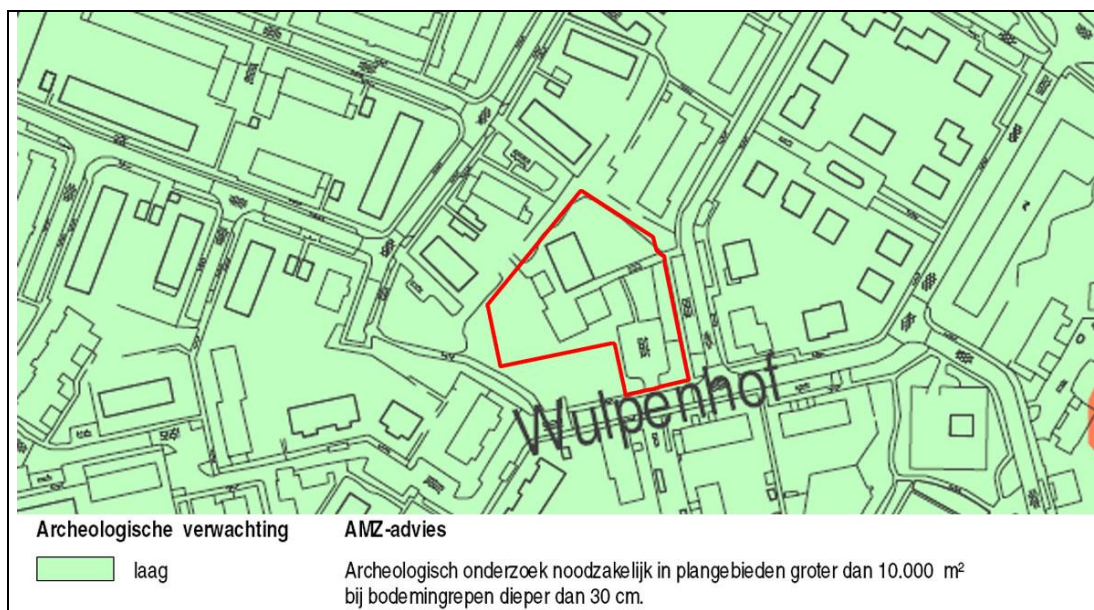 Wulpenhof
Archeologische verwachting
AMZ-advies
laag
Archeologisch onderzoek noodzakelijk in plangebieden groter dan 10.000 m²
bij bodemingrepen dieper dan 30 cm.